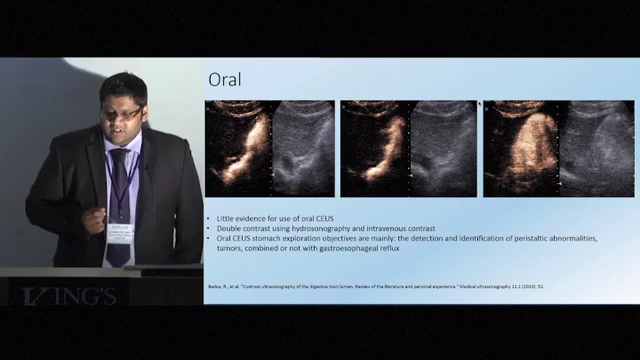 Oral
• Little evidence for use of oral CEUS
• Double contrast using hydrosonography and intravenous contrast
• Oral CEUS stomach exploration objectives are mainly: the detection and identification of peristaltic abnormalities,
tumors, combined or not with gastroesophageal reflux
Badea, R., et al. "Contrast ultrasonography of the digestive tract lumen. Review of the literature and personal experience." Medical ultrasonography 12.1 (2010): 52.
KING'S